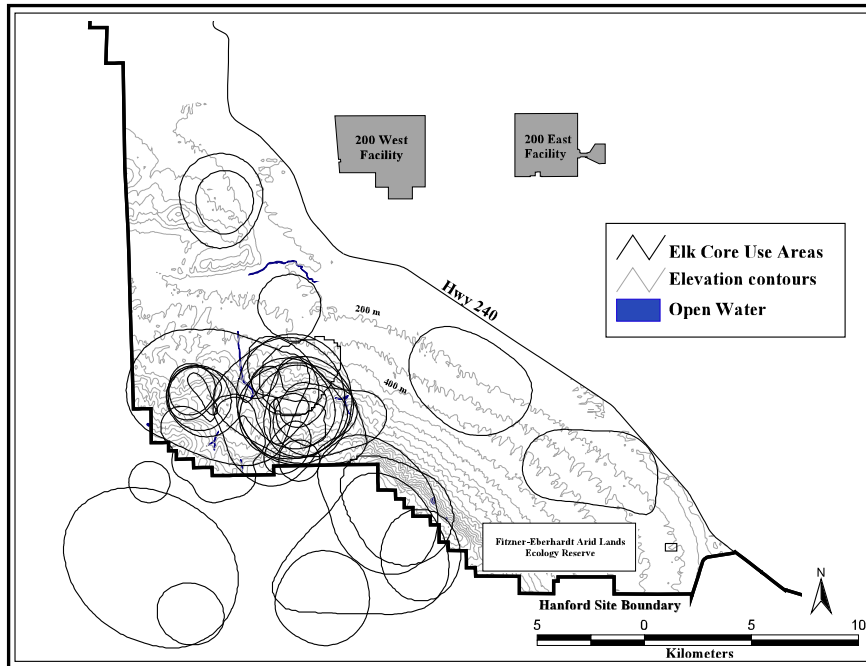 200 West
Facility
200 East
Facility
Elk Core Use Areas
Elevation contours
Open Water
Hwy 240
200 m
400 m
Fitzner-Eberhardt Arid Lands
Ecology Reserve
Hanford Site Boundary
N
5 0 5 10
Kilometers